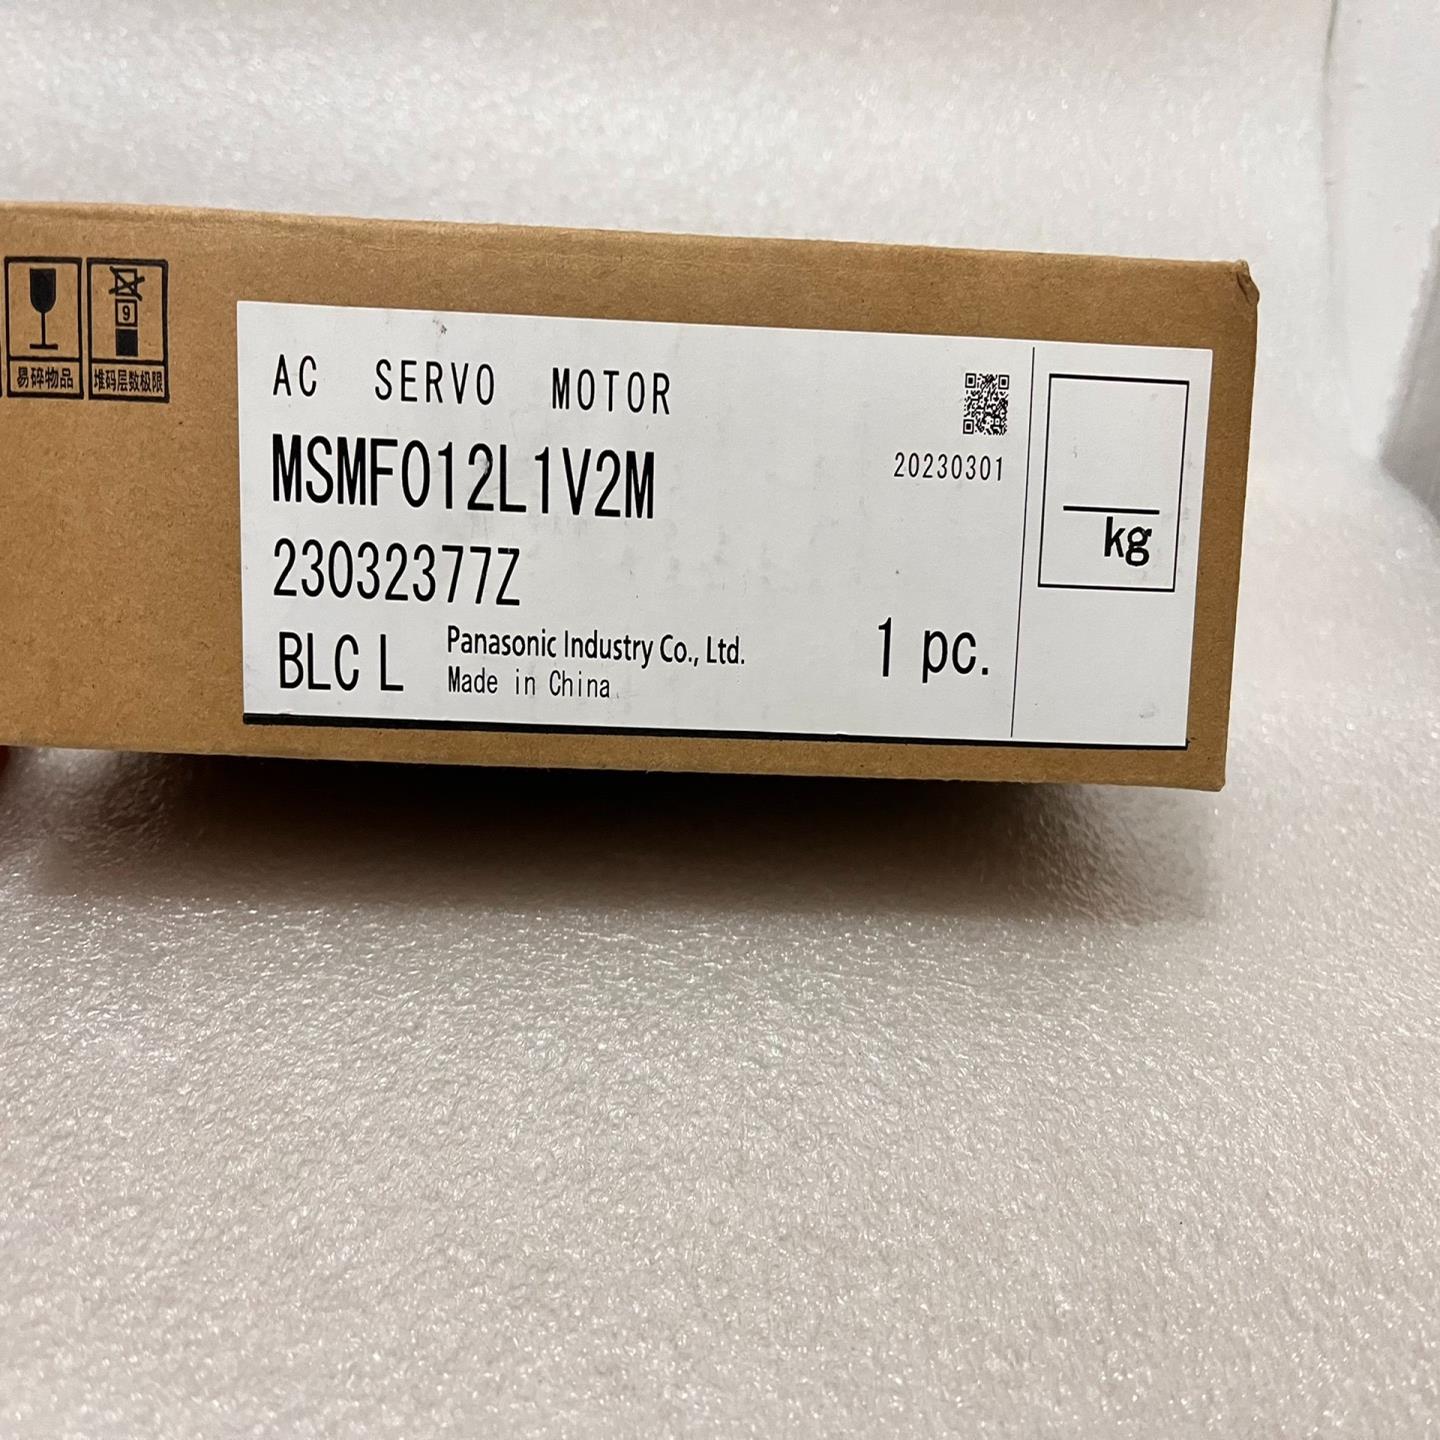 9
易碎物品
堆码层数极限
AC SERVO MOTOR
MSMF012L1V2M
20230301
23032377Z
kg
BLC L
Panasonic Industry Co., Ltd.
Made in China
1 pc.